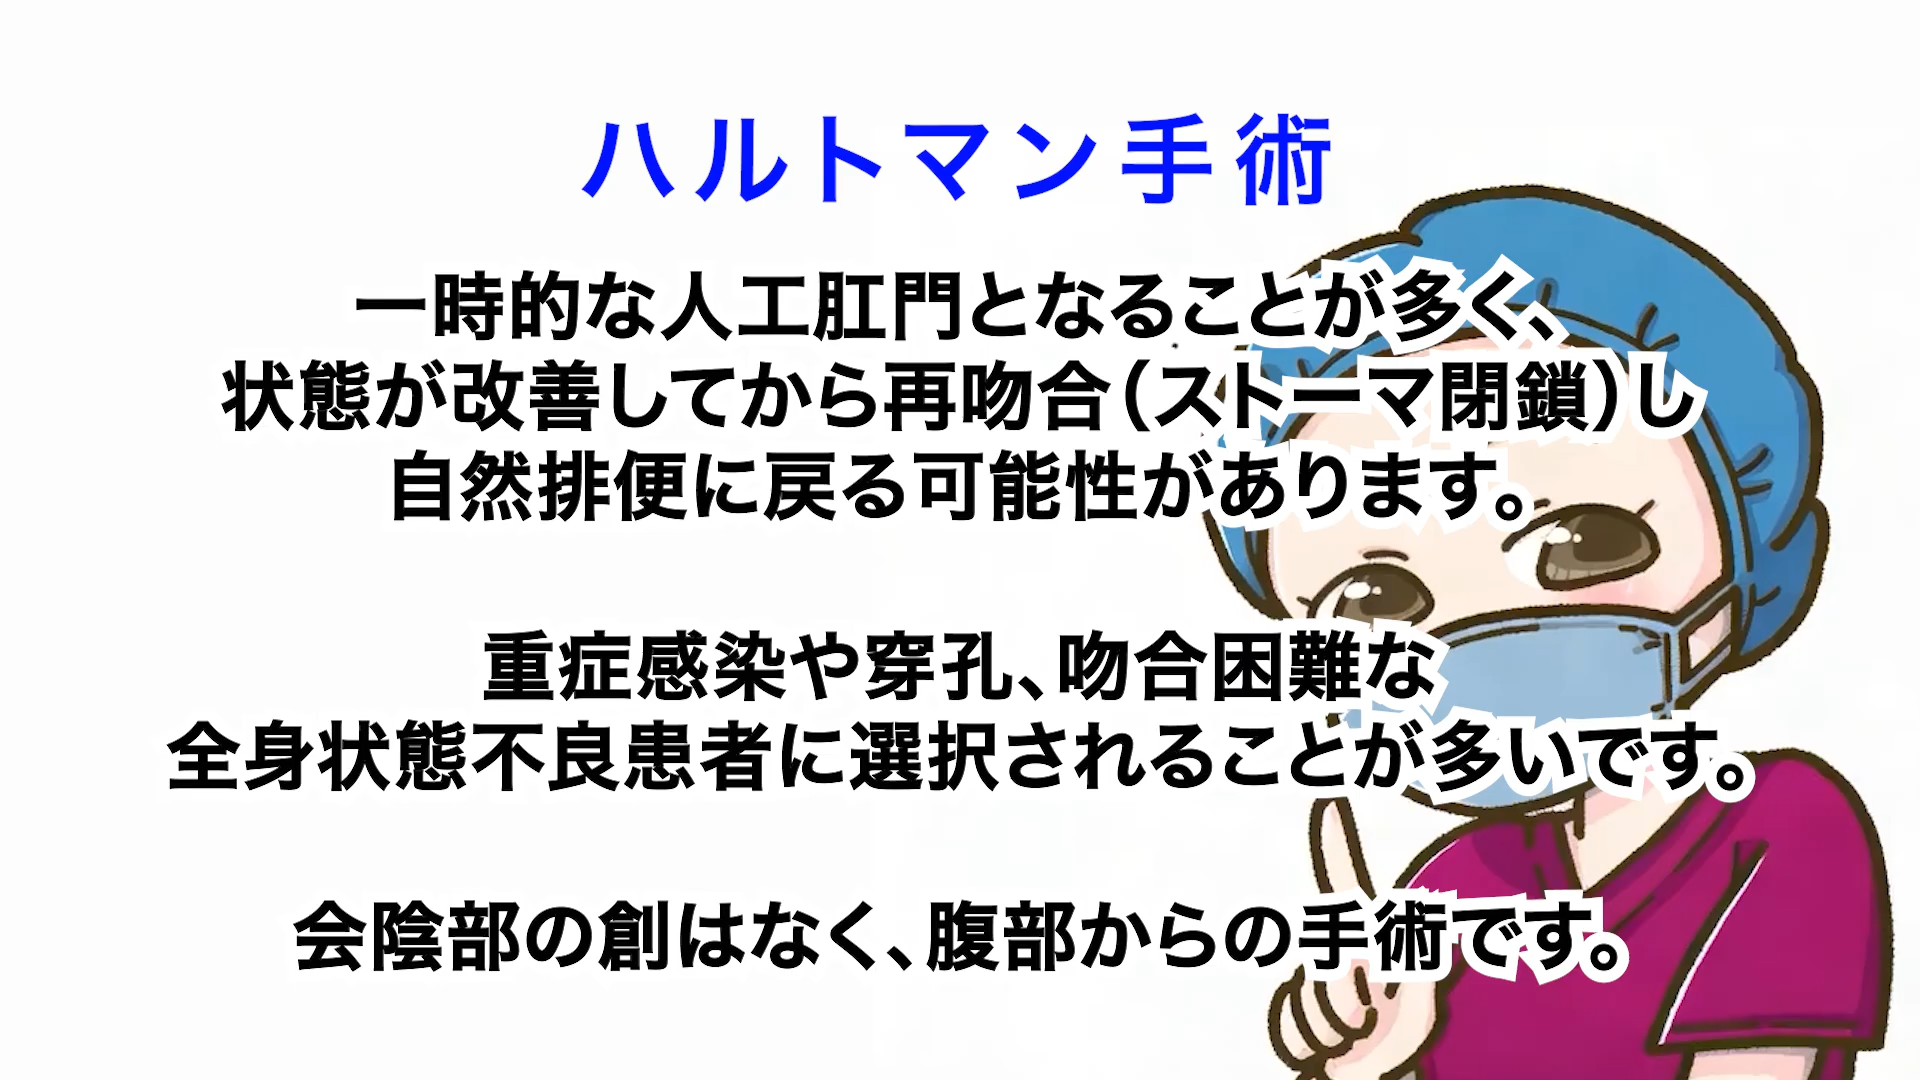 ハルトマン手術
一時的な人工肛門となることが多く、
状態が改善してから再吻合（ストーマ閉鎖）し
自然排便に戻る可能性があります。
重症感染や穿孔、吻合困難な
全身状態不良患者に選択されることが多いです。
会陰部の創はなく、腹部からの手術です。